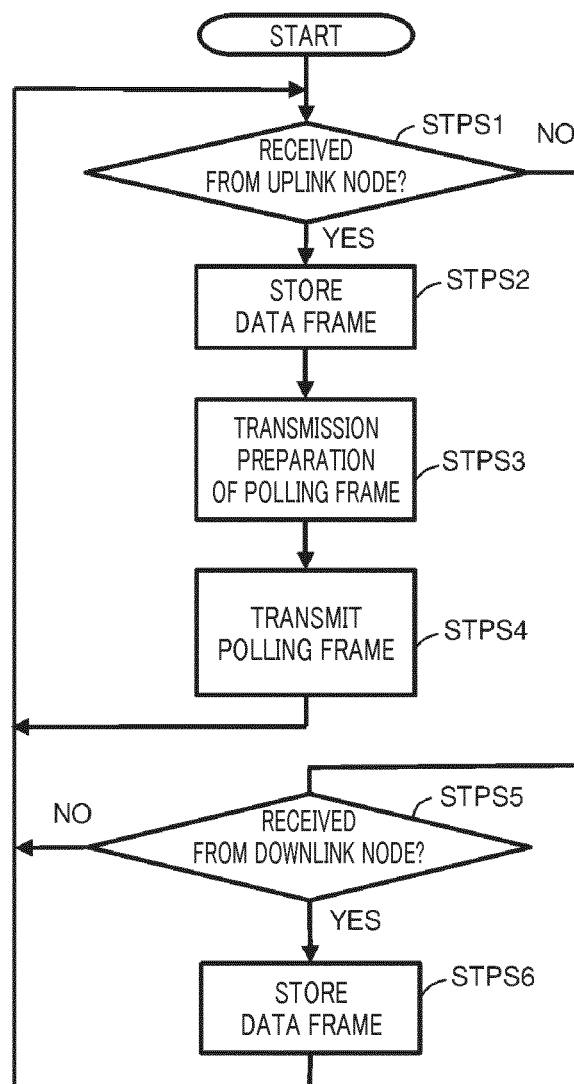 START
STPS1
NO
RECEIVED
FROM UPLINK NODE?
YES
STPS2
STORE
DATA FRAME
TRANSMISSION
PREPARATION
OF POLLING FRAME
STPS3
TRANSMIT
POLLING FRAME
STPS4
STPS5
NO
RECEIVED
FROM DOWNLINK NODE?
YES
STPS6
STORE
DATA FRAME